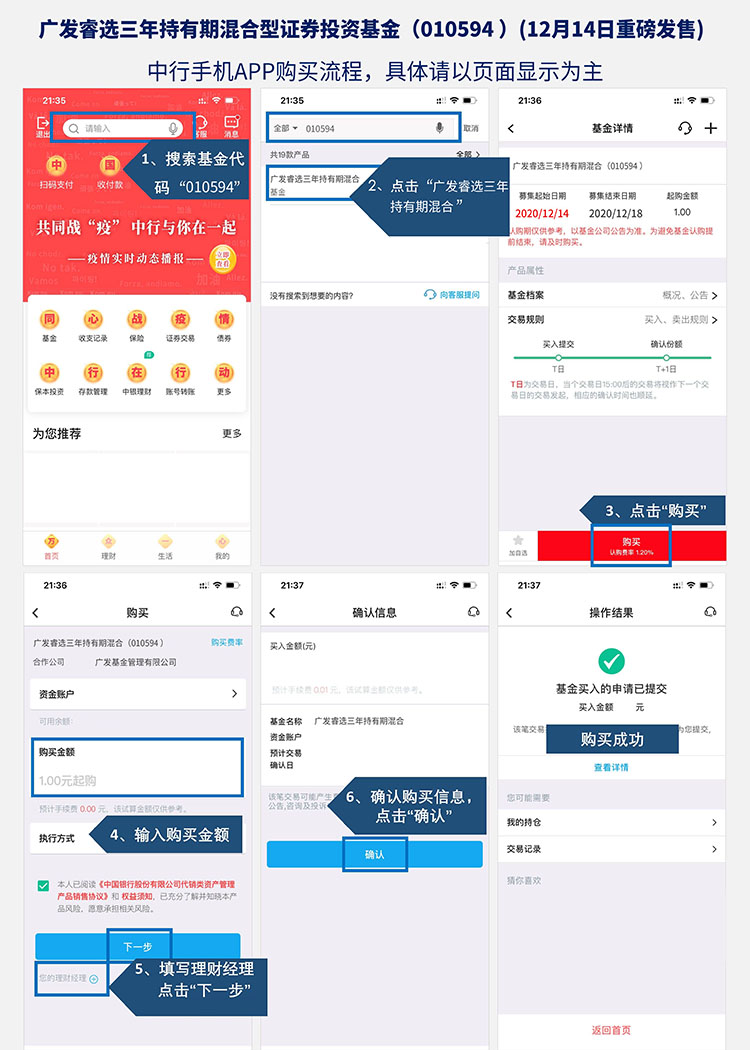 广发睿选三年持有期混合型证券投资基金（010594 ）(12月14日重磅发售)
中行手机APP购买流程，具体请以页面显示为主
21:35
退出
请输入
客服
消息
1、搜索基金代
码 “010594”
扫码支付
收付款
共同战“疫” 中行与你在一起
——疫情实时动态播报——
立即
查看
同 心 战 疫 情
基金 收支记录 保险 证券交易 债券
中 行 在 行 动
保本投资 存款管理 中银理财 账号转账 更多
为您推荐
更多
首页 理财 生活 我的
21:35
全部 010594
取消
共19款产品
全部
广发睿选三年持有期混合
基金
2、点击“广发睿选三年
持有期混合”
没有搜索到想要的内容?
向客服提问
21:36
基金详情
广发睿选三年持有期混合（010594 ）
募集起始日期 募集结束日期 起购金额
2020/12/14 2020/12/18 1.00
认购期仅供参考，以基金公司公告为准。为避免基金认购提
前结束，请及时购买。
产品属性
基金档案 概况、公告
交易规则 买入、卖出规则
买入提交 确认份额
T日 T+1日
T日为交易日，当个交易日15:00后的交易将视作下一个交
易日的交易发起，相应的确认时间也顺延。
3、点击“购买”
加自选
购买
认购费率 1.20%
21:36
购买
广发睿选三年持有期混合（010594 ） 购买费率
合作公司 广发基金管理有限公司
资金账户
可用余额:
购买金额
1.00元起购
预计手续费 0.00 元，该试算金额仅供参考。
执行方式
4、输入购买金额
本人已阅读《中国银行股份有限公司代销类资产管理
产品销售协议》和 权益须知，已充分了解并知晓本产
品风险，愿意承担相关风险。
下一步
您的理财经理
5、填写理财经理
点击“下一步”
21:37
确认信息
买入金额(元)
预计手续费 0.01 元，该试算金额仅供参考。
基金名称 广发睿选三年持有期混合
资金账户
预计交易
确认日
该笔交易可能产生
公告,咨询及投诉
6、确认购买信息，
点击“确认”
确认
21:37
操作结果
基金买入的申请已提交
买入金额 元
该笔交易
为您提交,
购买成功
查看详情
您可能需要
我的持仓
交易记录
猜你喜欢
返回首页